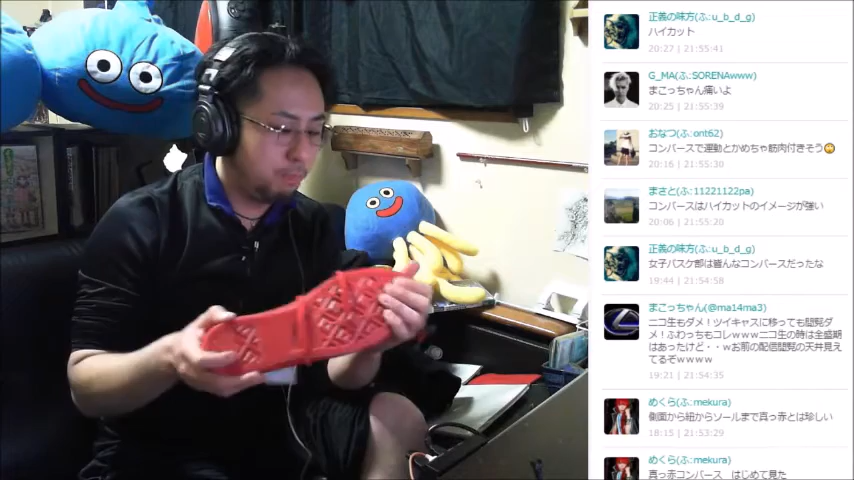 正義の味方(ふ:u_b_d_g)
ハイカット
20:27 | 21:55:41
G_MA(ふ:SORENAwww)
まこっちゃん痛いよ
20:25 | 21:55:39
おなつ(ふ:ont62)
コンバースで運動とかめちゃ筋肉付きそう
20:16 | 21:55:30
まさと(ふ:11221122pa)
コンバースはハイカットのイメージが強い
20:06 | 21:55:20
正義の味方(ふ:u_b_d_g)
女子バスケ部は皆んなコンバースだったな
19:44 | 21:54:58
まこっちゃん(@ma14ma3)
ニコ生もダメ！ツイキャスに移っても閑散ダ
メ！ふわっちもコレｗｗｗニコ生の時は全盛期
はあったけど・・ｗお前の配信閑散の天井見え
てるぞｗｗｗｗ
19:21 | 21:54:35
めくら(ふ:mekura)
側面から紐からソールまで真っ赤とは珍しい
18:15 | 21:53:29
めくら(ふ:mekura)
真っ赤コンバース　はじめて見た